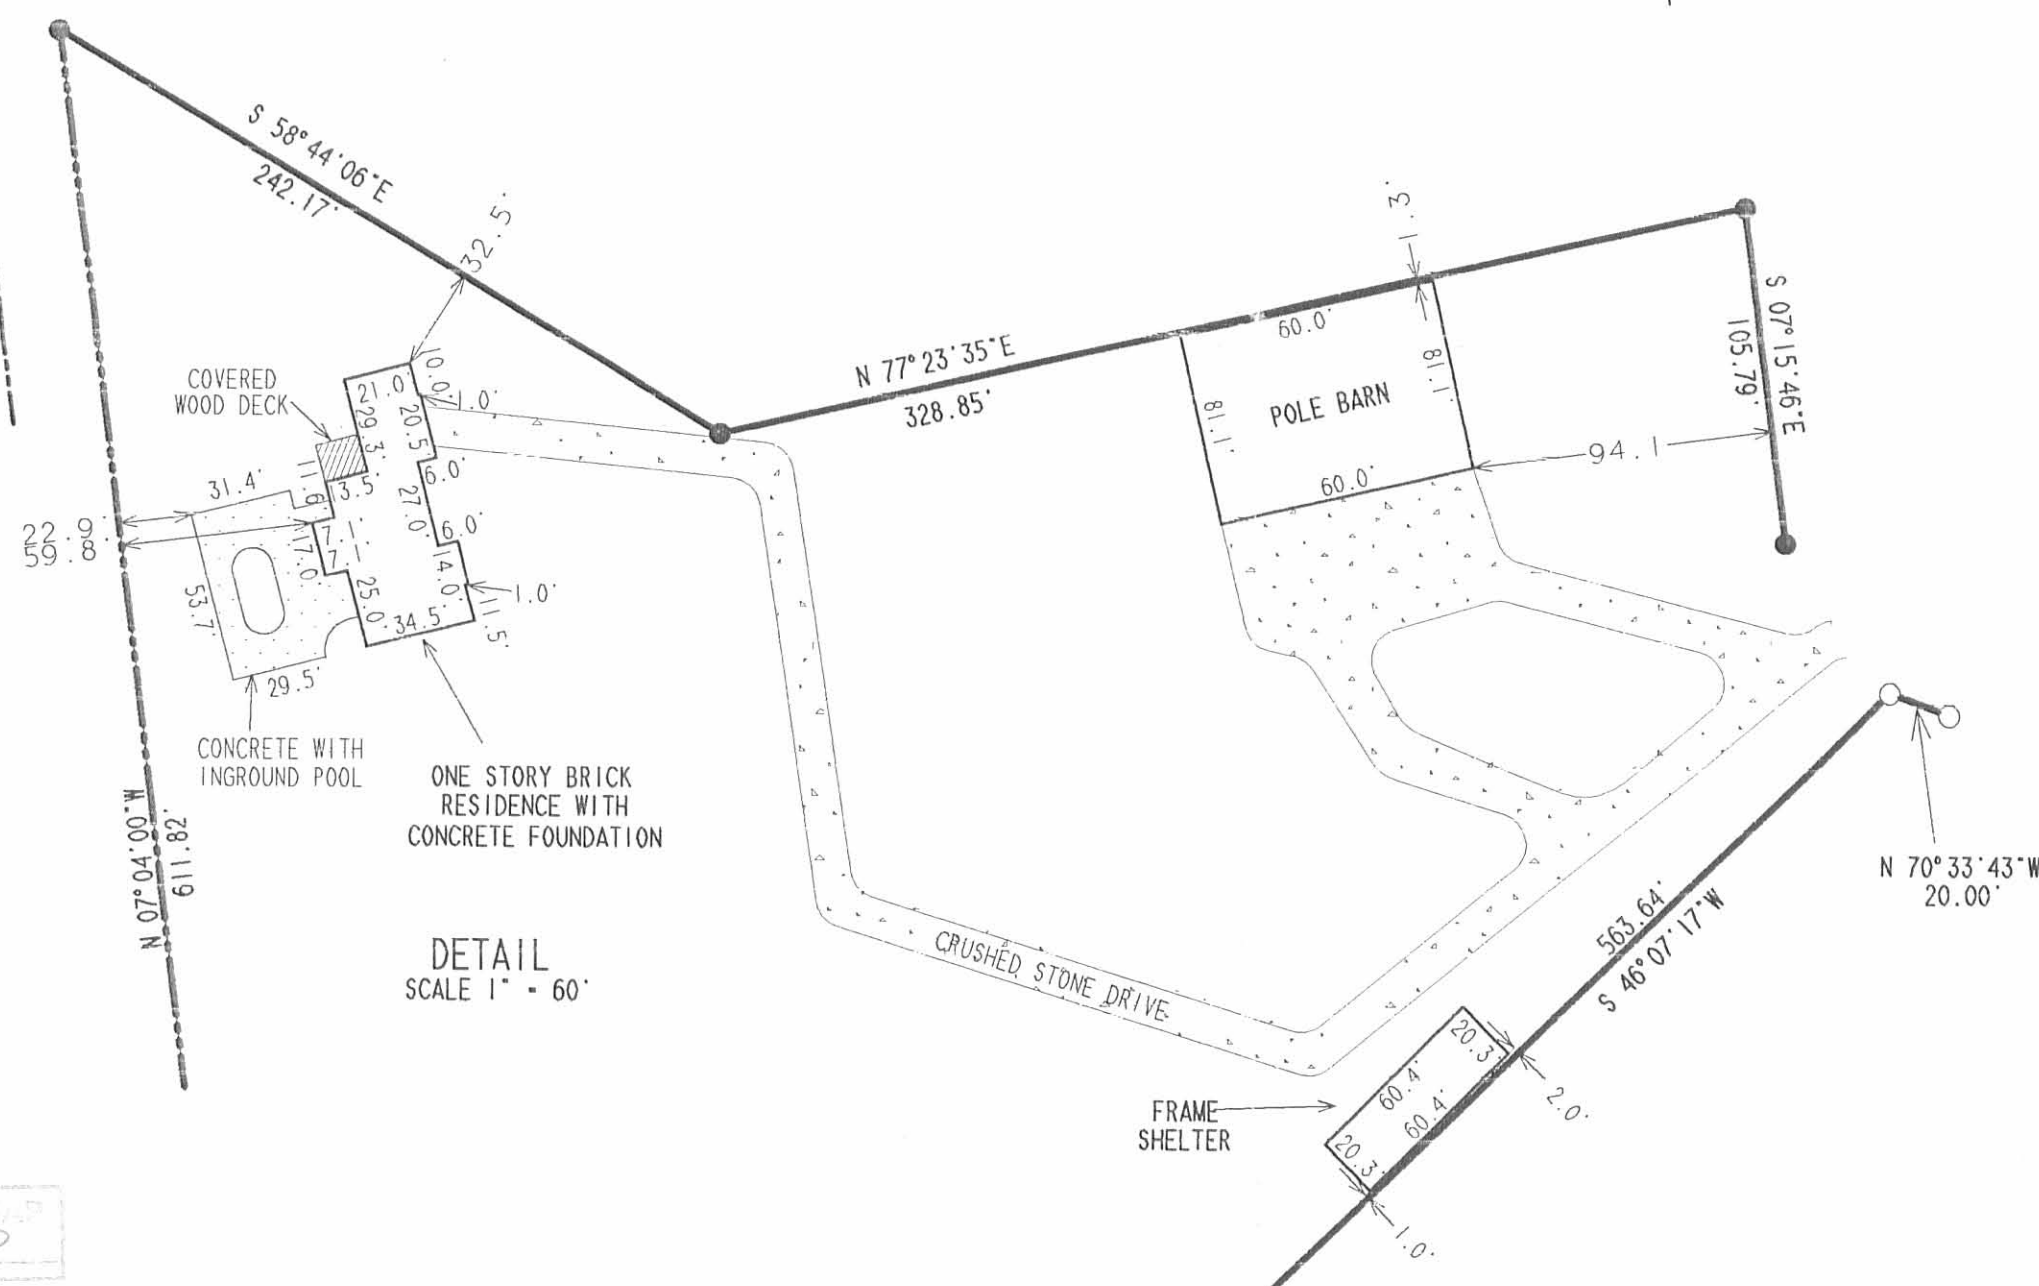 S 58°44'06"E
242.17'
32.5'
1.3'
S 07°15'46"E
105.79'
N 77°23'35"E
328.85'
60.0'
81.1'
81.1'
POLE BARN
60.0'
94.1
COVERED
WOOD DECK
21.0'
10.0'
1.0'
29.3'
20.5'
11.6'
13.5'
6.0'
27.0'
31.4'
22.9'
59.8'
7.1'
17.0'
7.
6.0'
14.0'
1.0'
53.7'
25.0'
34.5'
11.5'
29.5'
CONCRETE WITH
INGROUND POOL
ONE STORY BRICK
RESIDENCE WITH
CONCRETE FOUNDATION
N 07°04'00"W
611.82'
DETAIL
SCALE 1" = 60'
CRUSHED STONE DRIVE
N 70°33'43"W
20.00'
563.64'
S 46°07'17"W
FRAME
SHELTER
20.3'
60.4'
60.4'
20.3'
2.0'
1.0'